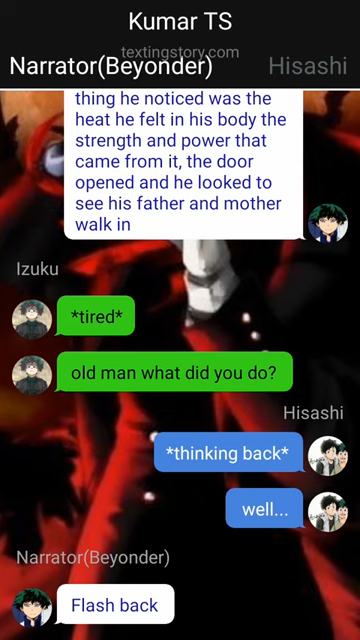 Kumar TS
textingstory.com
Narrator(Beyonder) Hisashi
thing he noticed was the
heat he felt in his body the
strength and power that
came from it, the door
opened and he looked to
see his father and mother
walk in
Izuku
*tired*
old man what did you do?
Hisashi
*thinking back*
well...
Narrator(Beyonder)
Flash back